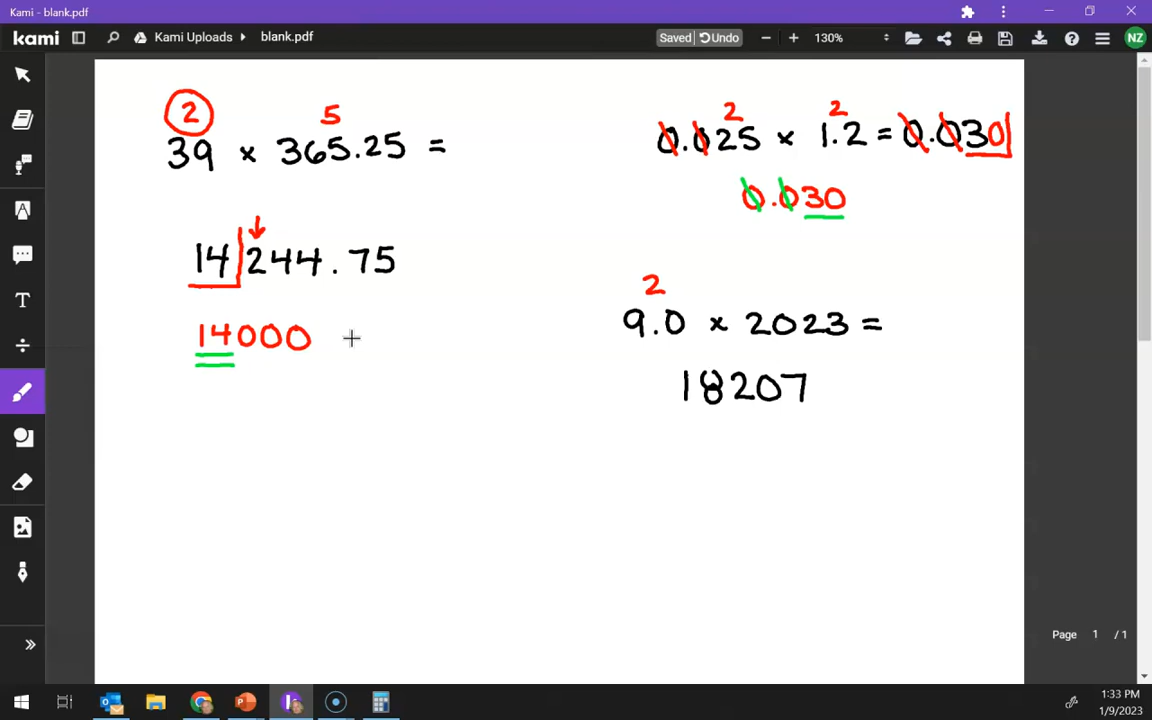 Kami - blank.pdf
kami Kami Uploads blank.pdf Saved Undo 130% NZ
2 5
39 × 365.25 =
14244.75
14000
2 2
0.025 × 1.2 = 0.030
0.030
2
9.0 × 2023 =
18207
Page 1 / 1
1:33 PM
1/9/2023